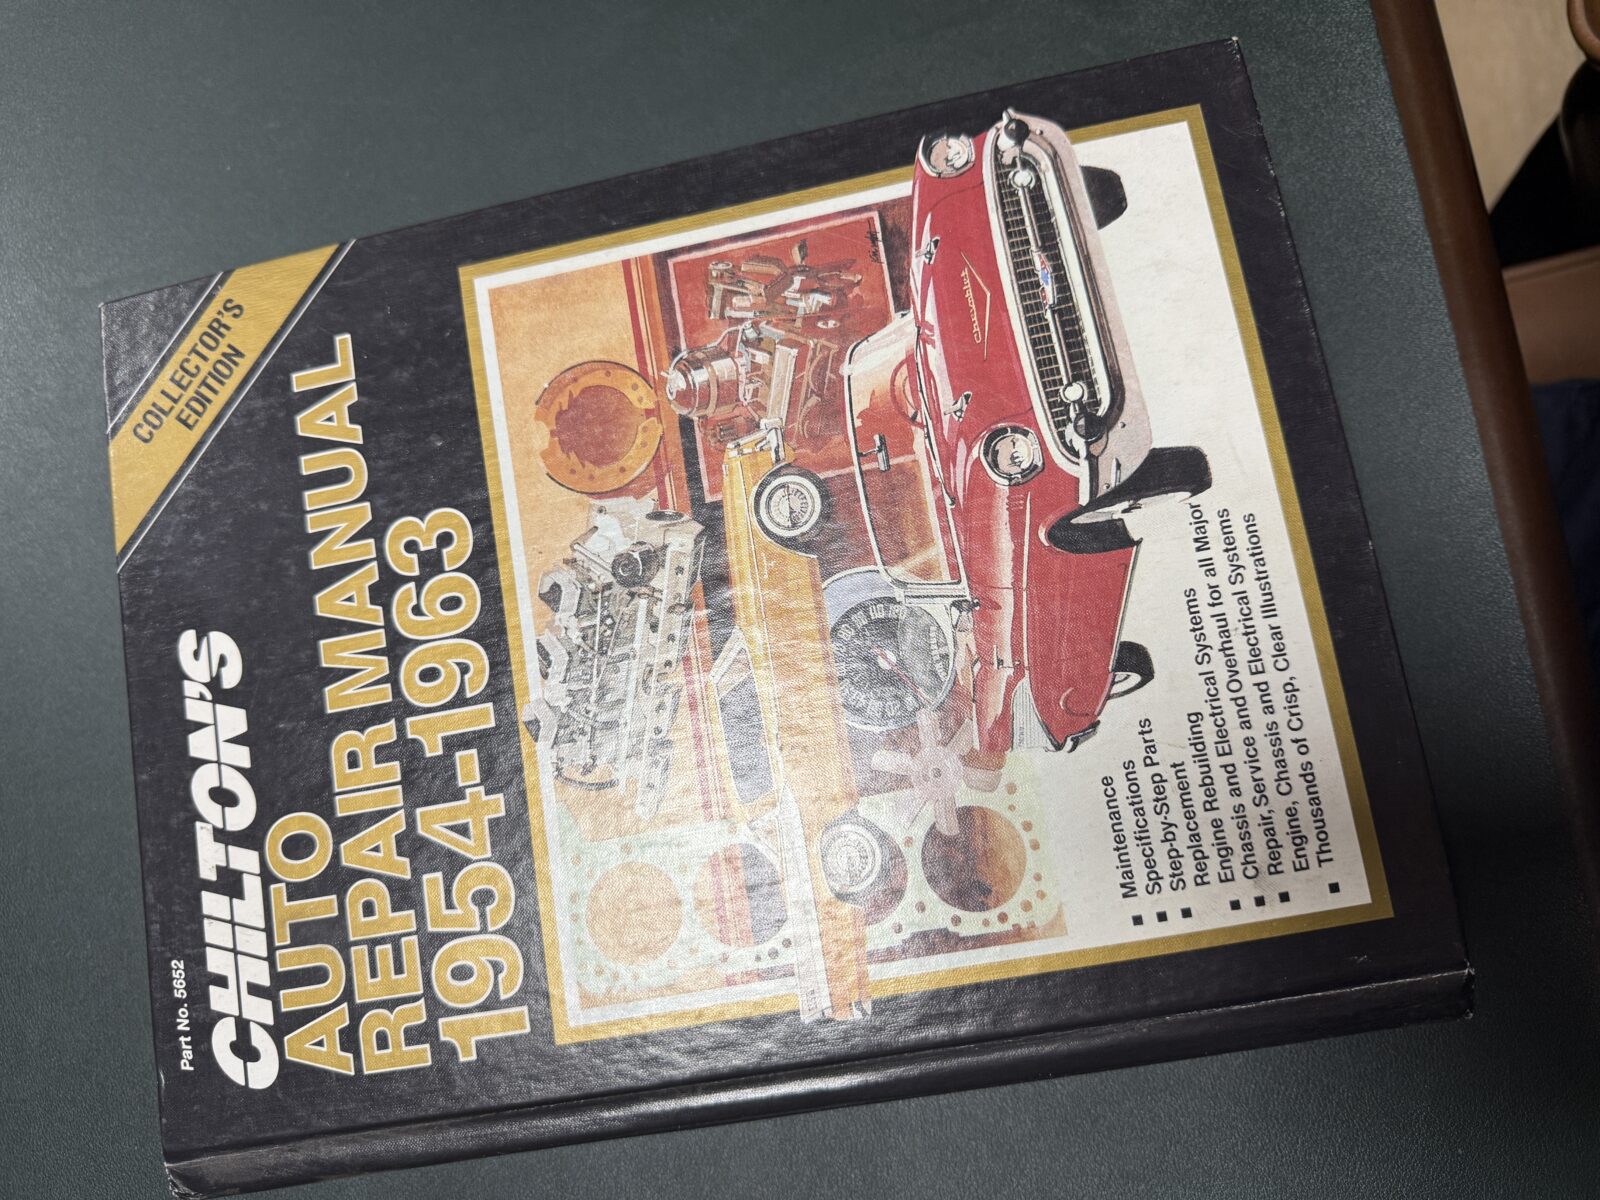 Part No. 5652
COLLECTOR'S
EDITION
CHILTON'S
AUTO
REPAIR MANUAL
1954-1963
Chevrolet
■ Maintenance
■ Specifications
■ Step-by-Step Parts
Replacement
■ Engine Rebuilding
■ Engine and Electrical Systems
■ Chassis and Overhaul for all Major
Repair, Service and Electrical Systems
■ Engine, Chassis and Electrical Illustrations
■ Thousands of Crisp, Clear Illustrations